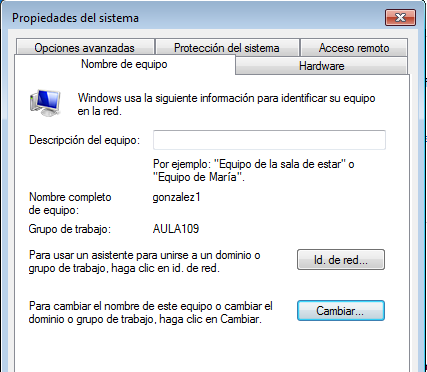 Propiedades del sistema
Opciones avanzadas Protección del sistema Acceso remoto
Nombre de equipo Hardware
Windows usa la siguiente información para identificar su equipo
en la red.
Descripción del equipo:
Por ejemplo: "Equipo de la sala de estar" o
"Equipo de María".
Nombre completo gonzalez1
de equipo:
Grupo de trabajo: AULA109
Para usar un asistente para unirse a un dominio o
grupo de trabajo, haga clic en id. de red.
Id. de red...
Para cambiar el nombre de este equipo o cambiar el
dominio o grupo de trabajo, haga clic en Cambiar.
Cambiar...